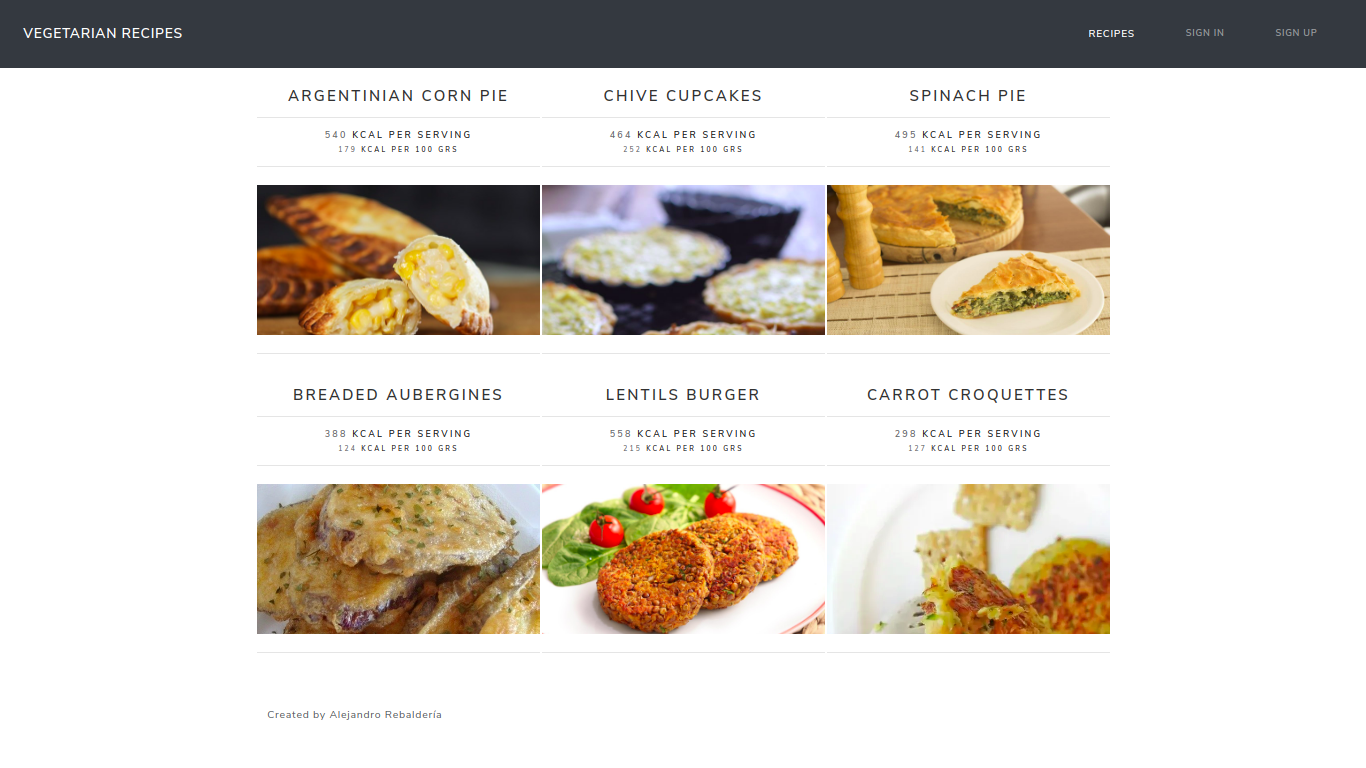 VEGETARIAN RECIPES
RECIPES
SIGN IN
SIGN UP
ARGENTINIAN CORN PIE
540 KCAL PER SERVING
179 KCAL PER 100 GRS
CHIVE CUPCAKES
464 KCAL PER SERVING
252 KCAL PER 100 GRS
SPINACH PIE
495 KCAL PER SERVING
141 KCAL PER 100 GRS
BREADED AUBERGINES
388 KCAL PER SERVING
124 KCAL PER 100 GRS
LENTILS BURGER
558 KCAL PER SERVING
215 KCAL PER 100 GRS
CARROT CROQUETTES
298 KCAL PER SERVING
127 KCAL PER 100 GRS
Created by Alejandro Rebaldería